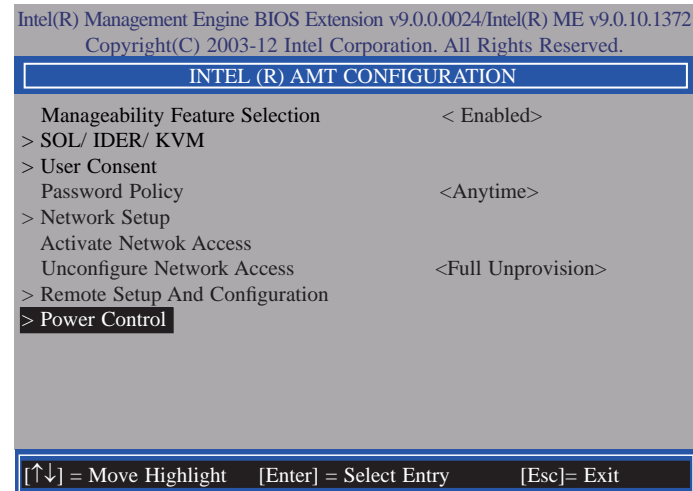 Intel(R) Management Engine BIOS Extension v9.0.0.0024/Intel(R) ME v9.0.10.1372
Copyright(C) 2003-12 Intel Corporation. All Rights Reserved.
INTEL (R) AMT CONFIGURATION
Manageability Feature Selection < Enabled>
> SOL/ IDER/ KVM
> User Consent
Password Policy <Anytime>
> Network Setup
Activate Netwok Access
Unconfigure Network Access <Full Unprovision>
> Remote Setup And Configuration
> Power Control
[↑↓] = Move Highlight [Enter] = Select Entry [Esc]= Exit